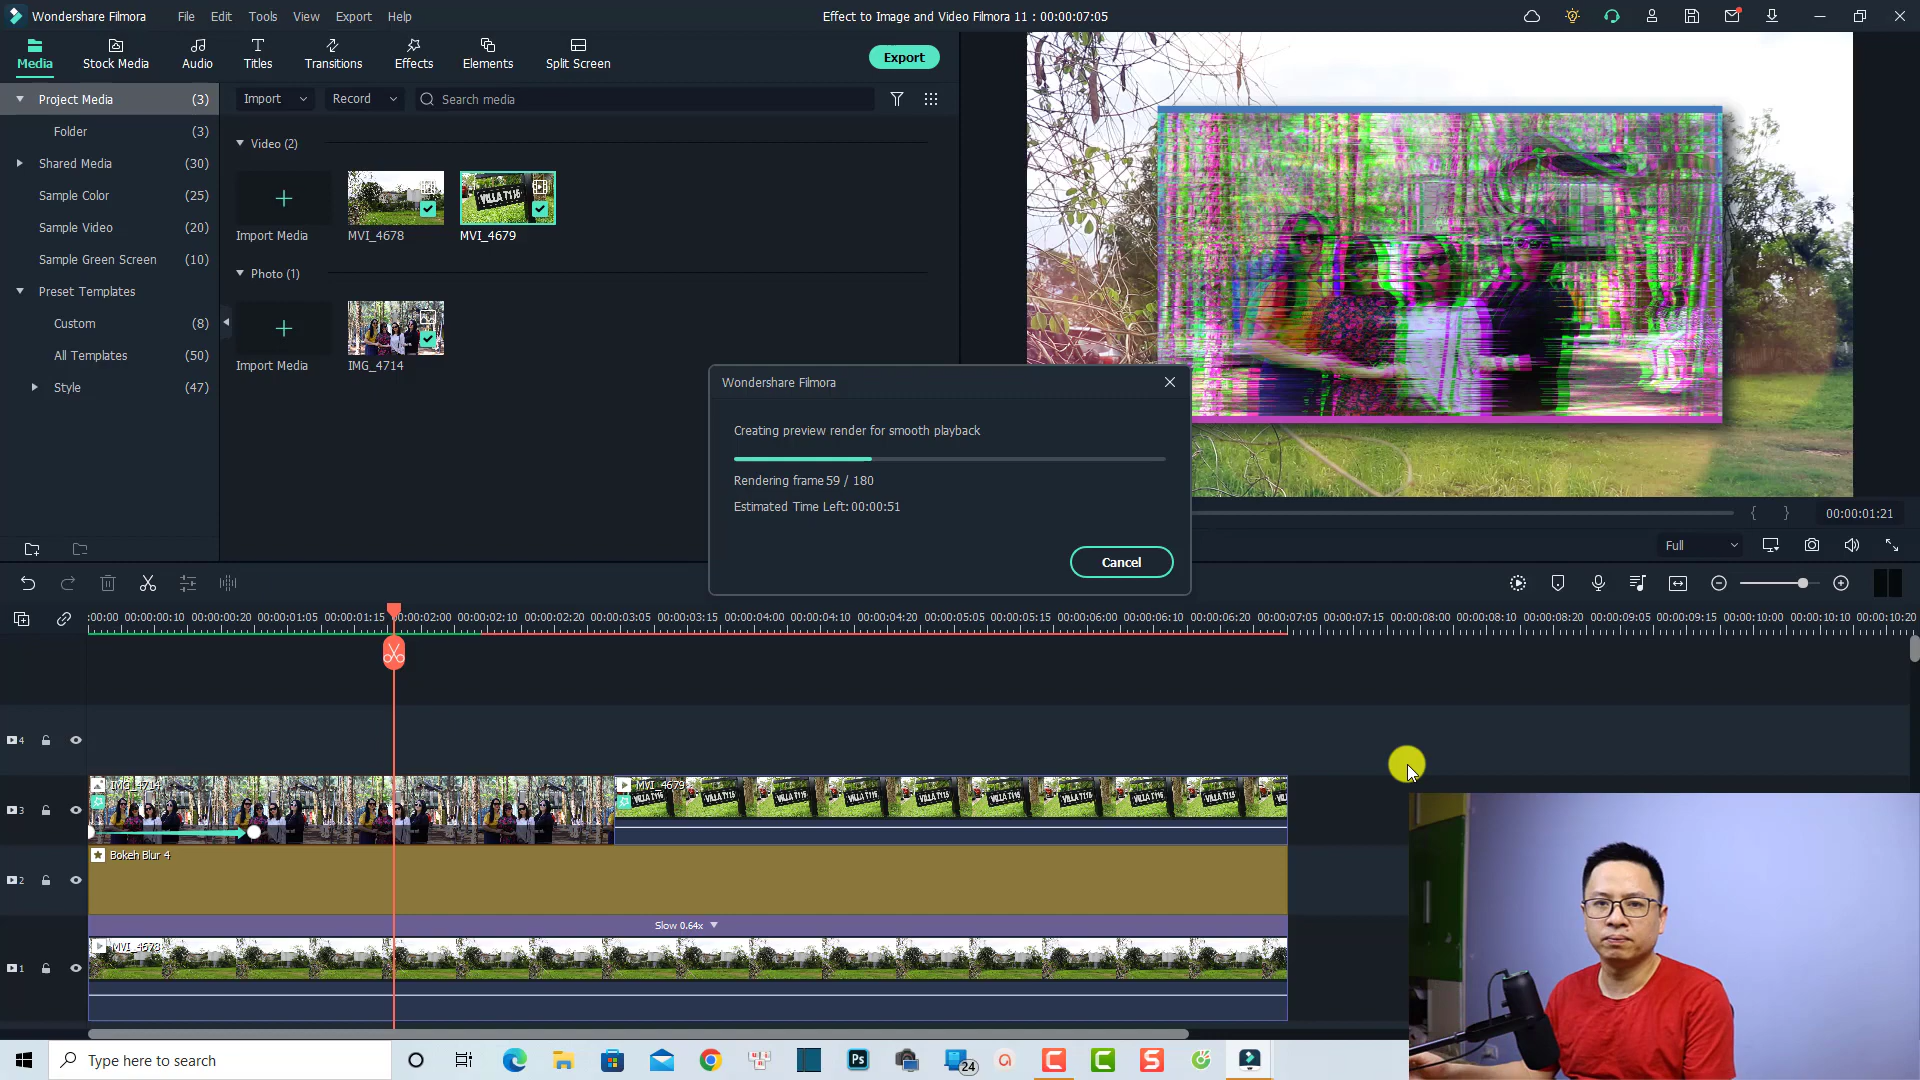 Wondershare Filmora File Edit Tools View Export Help Effect to Image and Video Filmora 11 : 00:00:07:05
Media Stock Media Audio Titles Transitions Effects Elements Split Screen Export
Project Media (3)
Folder (3)
Shared Media (30)
Sample Color (25)
Sample Video (20)
Sample Green Screen (10)
Preset Templates
Custom (8)
All Templates (50)
Style (47)
Import Record Search media
Video (2)
VILLA T115
Import Media MVI_4678 MVI_4679
Photo (1)
Import Media IMG_4714
Wondershare Filmora
Creating preview render for smooth playback
Rendering frame 59 / 180
Estimated Time Left: 00:00:51
Cancel
00:00:01:21
Full
:00:00 00:00:00:10 00:00:00:20 00:00:01:05 00:00:01:15 00:00:02:00 00:00:02:10 00:00:02:20 00:00:03:05 00:00:03:15 00:00:04:00 00:00:04:10 00:00:04:20 00:00:05:05 00:00:05:15 00:00:06:00 00:00:06:10 00:00:06:20 00:00:07:05 00:00:07:15 00:00:08:00 00:00:08:10 00:00:08:20 00:00:09:05 00:00:09:15 00:00:10:00 00:00:10:10 00:00:10:20
4
IMG_4714 MVI_4679
3
Bokeh Blur 4
2
Slow 0.64x
MVI_4678
1
Type here to search
Ps
24